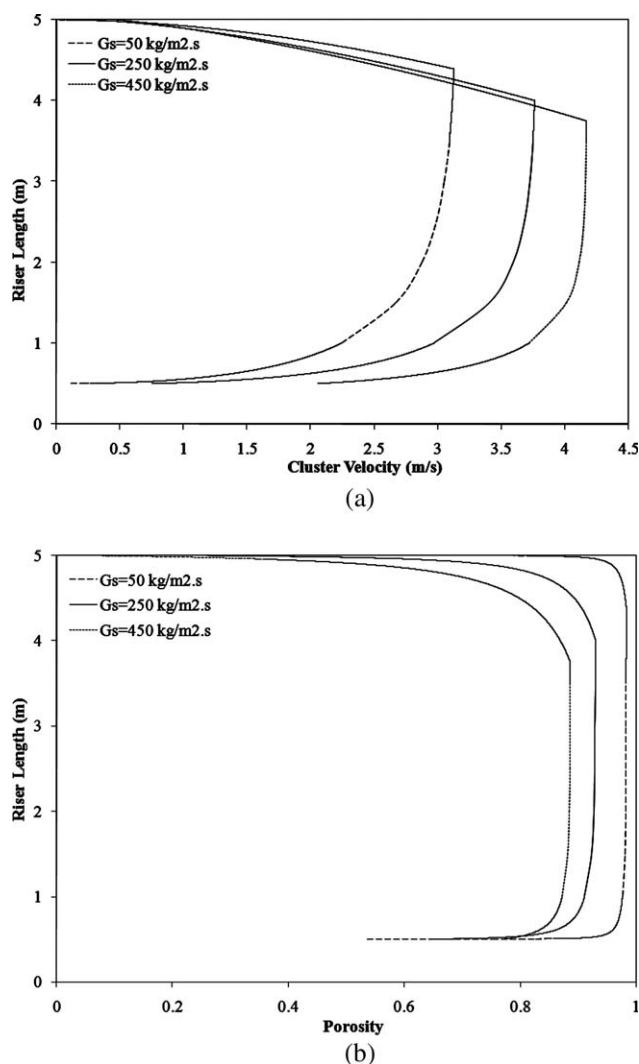 5
Gs=50 kg/m2.s
Gs=250 kg/m2.s
Gs=450 kg/m2.s
4
3
2
1
0
Riser Length (m)
0 0.5 1 1.5 2 2.5 3 3.5 4 4.5
Cluster Velocity (m/s)
(a)
5
Gs=50 kg/m2.s
Gs=250 kg/m2.s
Gs=450 kg/m2.s
4
3
2
1
0
Riser Length (m)
0 0.2 0.4 0.6 0.8 1
Porosity
(b)